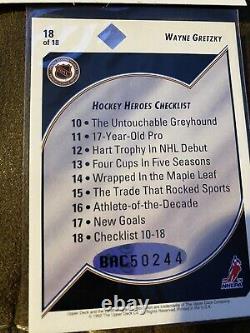 18
of 18
WAYNE GRETZKY
HOCKEY HEROES CHECKLIST
10 • The Untouchable Greyhound
11 • 17-Year-Old Pro
12 • Hart Trophy In NHL Debut
13 • Four Cups In Five Seasons
14 • Wrapped In the Maple Leaf
15 • The Trade That Rocked Sports
16 • Athlete-of-the-Decade
17 • New Goals
18 • Checklist 10-18
BAC50244
NHLPA